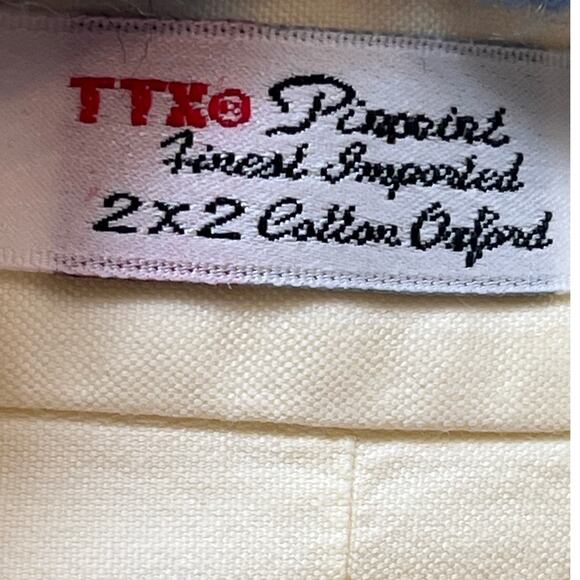 TTX® Pinpoint
Finest Imported
2x2 Cotton Oxford